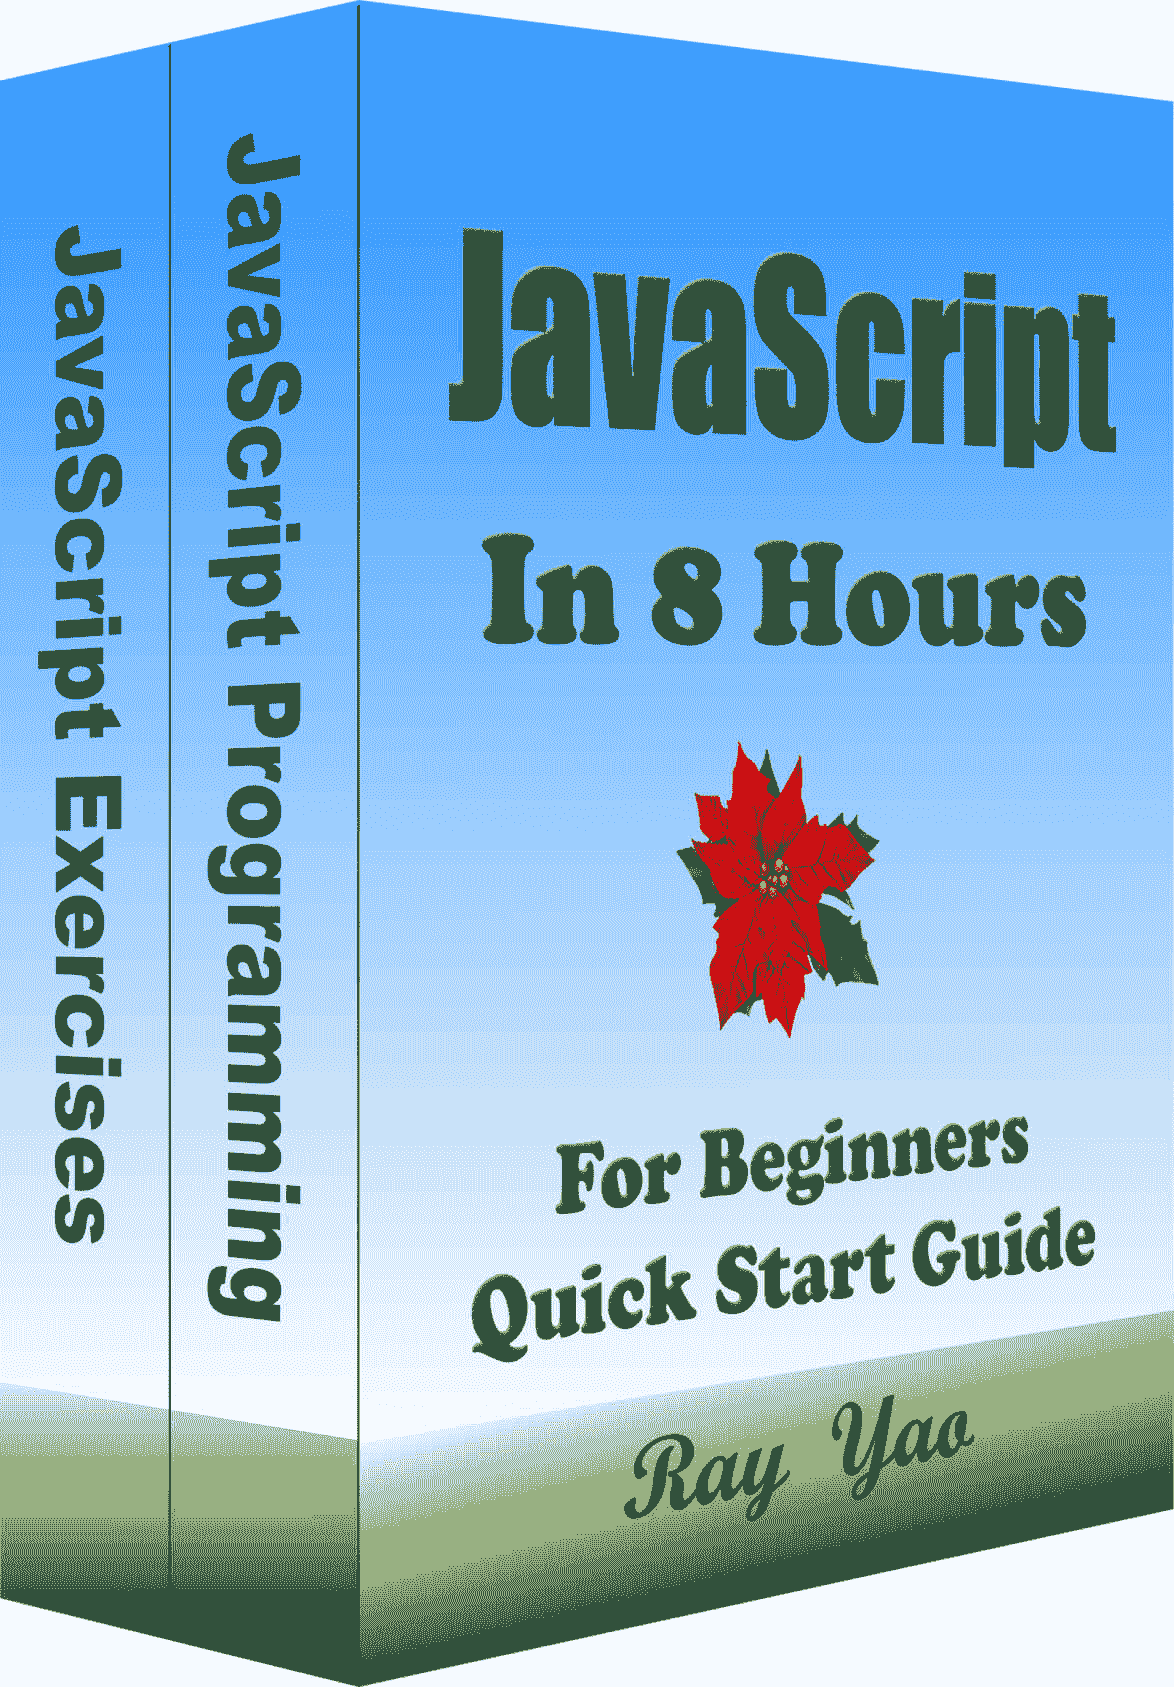 JavaScript Exercises
JavaScript Programming
JavaScript
In 8 Hours
For Beginners
Quick Start Guide
Ray Yao